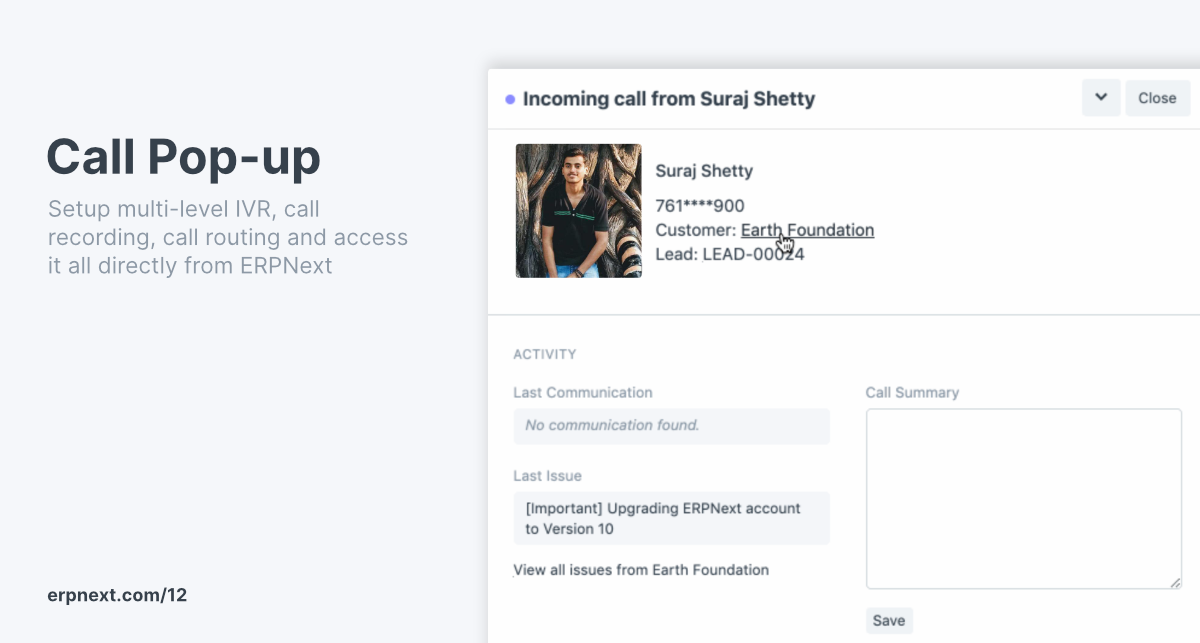 Call Pop-up
Setup multi-level IVR, call
recording, call routing and access
it all directly from ERPNext
erpnext.com/12
Incoming call from Suraj Shetty
Close
Suraj Shetty
761****900
Customer: Earth Foundation
Lead: LEAD-00024
ACTIVITY
Last Communication
No communication found.
Last Issue
[Important] Upgrading ERPNext account
to Version 10
View all issues from Earth Foundation
Call Summary
Save